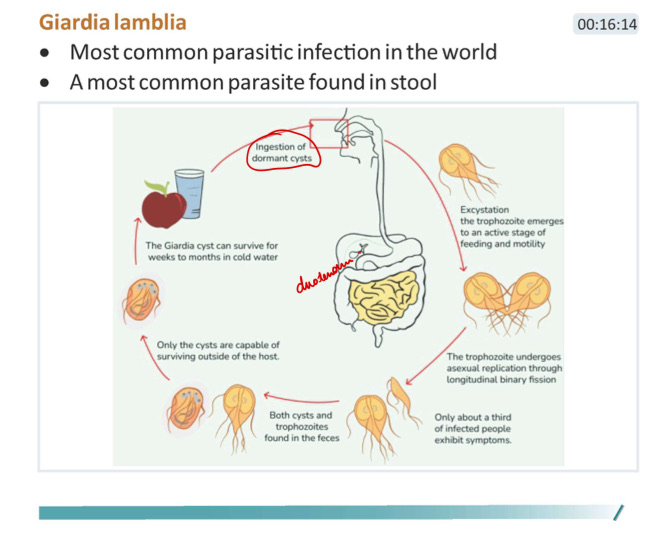 Giardia lamblia
00:16:14
• Most common parasitic infection in the world
• A most common parasite found in stool
Ingestion of
dormant cysts
Excystation
the trophozoite emerges
to an active stage of
feeding and motility
The Giardia cyst can survive for
weeks to months in cold water
duodenum
Only the cysts are capable of
surviving outside of the host.
The trophozoite undergoes
asexual replication through
longitudinal binary fission
Both cysts and
trophozoites
found in the feces
Only about a third
of infected people
exhibit symptoms.